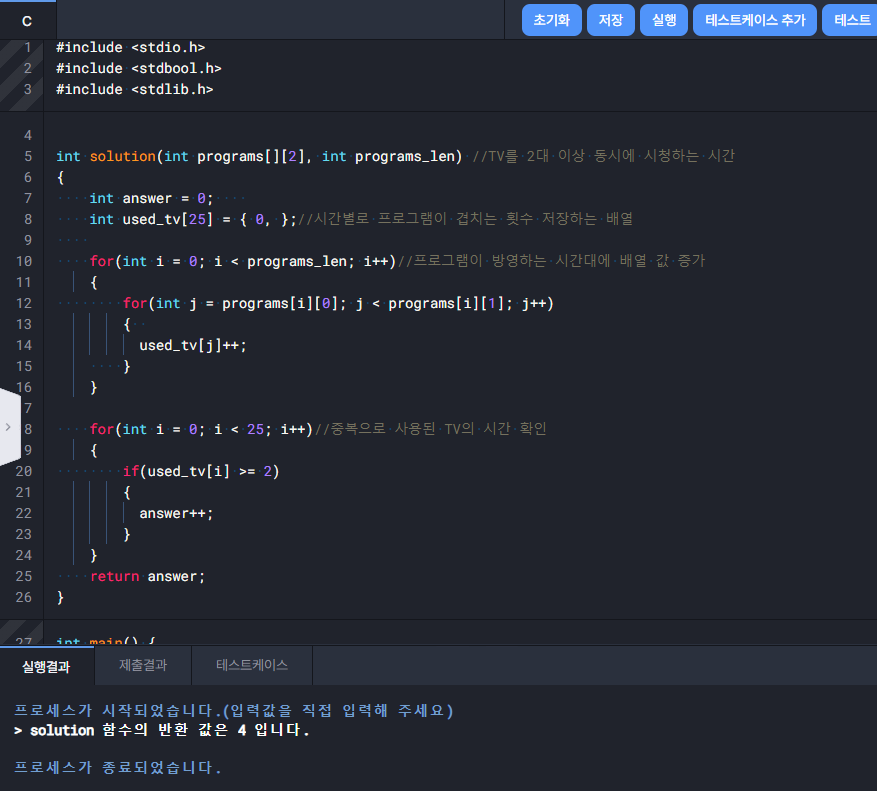 C
초기화 저장 실행 테스트케이스 추가 테스트
1 #include <stdio.h>
2 #include <stdbool.h>
3 #include <stdlib.h>
4
5 int solution(int programs[][2], int programs_len) //TV를 2대 이상 동시에 시청하는 시간
6 {
7 int answer = 0;
8 int used_tv[25] = { 0, };//시간별로 프로그램이 겹치는 횟수 저장하는 배열
9
10 for(int i = 0; i < programs_len; i++)//프로그램이 방영하는 시간대에 배열 값 증가
11 {
12 for(int j = programs[i][0]; j < programs[i][1]; j++)
13 {
14 used_tv[j]++;
15 }
16 }
7
8 for(int i = 0; i < 25; i++)//중복으로 사용된 TV의 시간 확인
9 {
20 if(used_tv[i] >= 2)
21 {
22 answer++;
23 }
24 }
25 return answer;
26 }
27 int main() {
실행결과 제출결과 테스트케이스
프로세스가 시작되었습니다.(입력값을 직접 입력해 주세요)
> solution 함수의 반환 값은 4 입니다.
프로세스가 종료되었습니다.